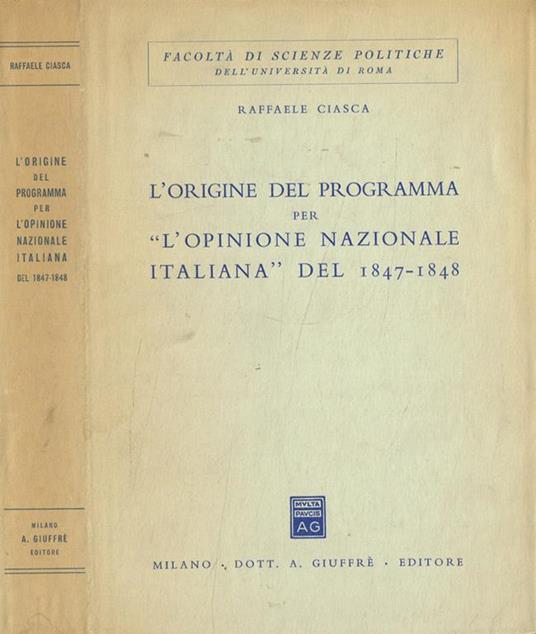 RAFFAELE CIASCA
L'ORIGINE
DEL
PROGRAMMA
PER
L'OPINIONE
NAZIONALE
ITALIANA
DEL 1847-1848
MILANO
A. GIUFFRÈ
EDITORE
FACOLTÀ DI SCIENZE POLITICHE
DELL'UNIVERSITÀ DI ROMA
RAFFAELE CIASCA
L'ORIGINE DEL PROGRAMMA
PER
“L'OPINIONE NAZIONALE
ITALIANA” DEL 1847-1848
MVLTA
PAVCIS
AG
MILANO · DOTT. A. GIUFFRÈ · EDITORE